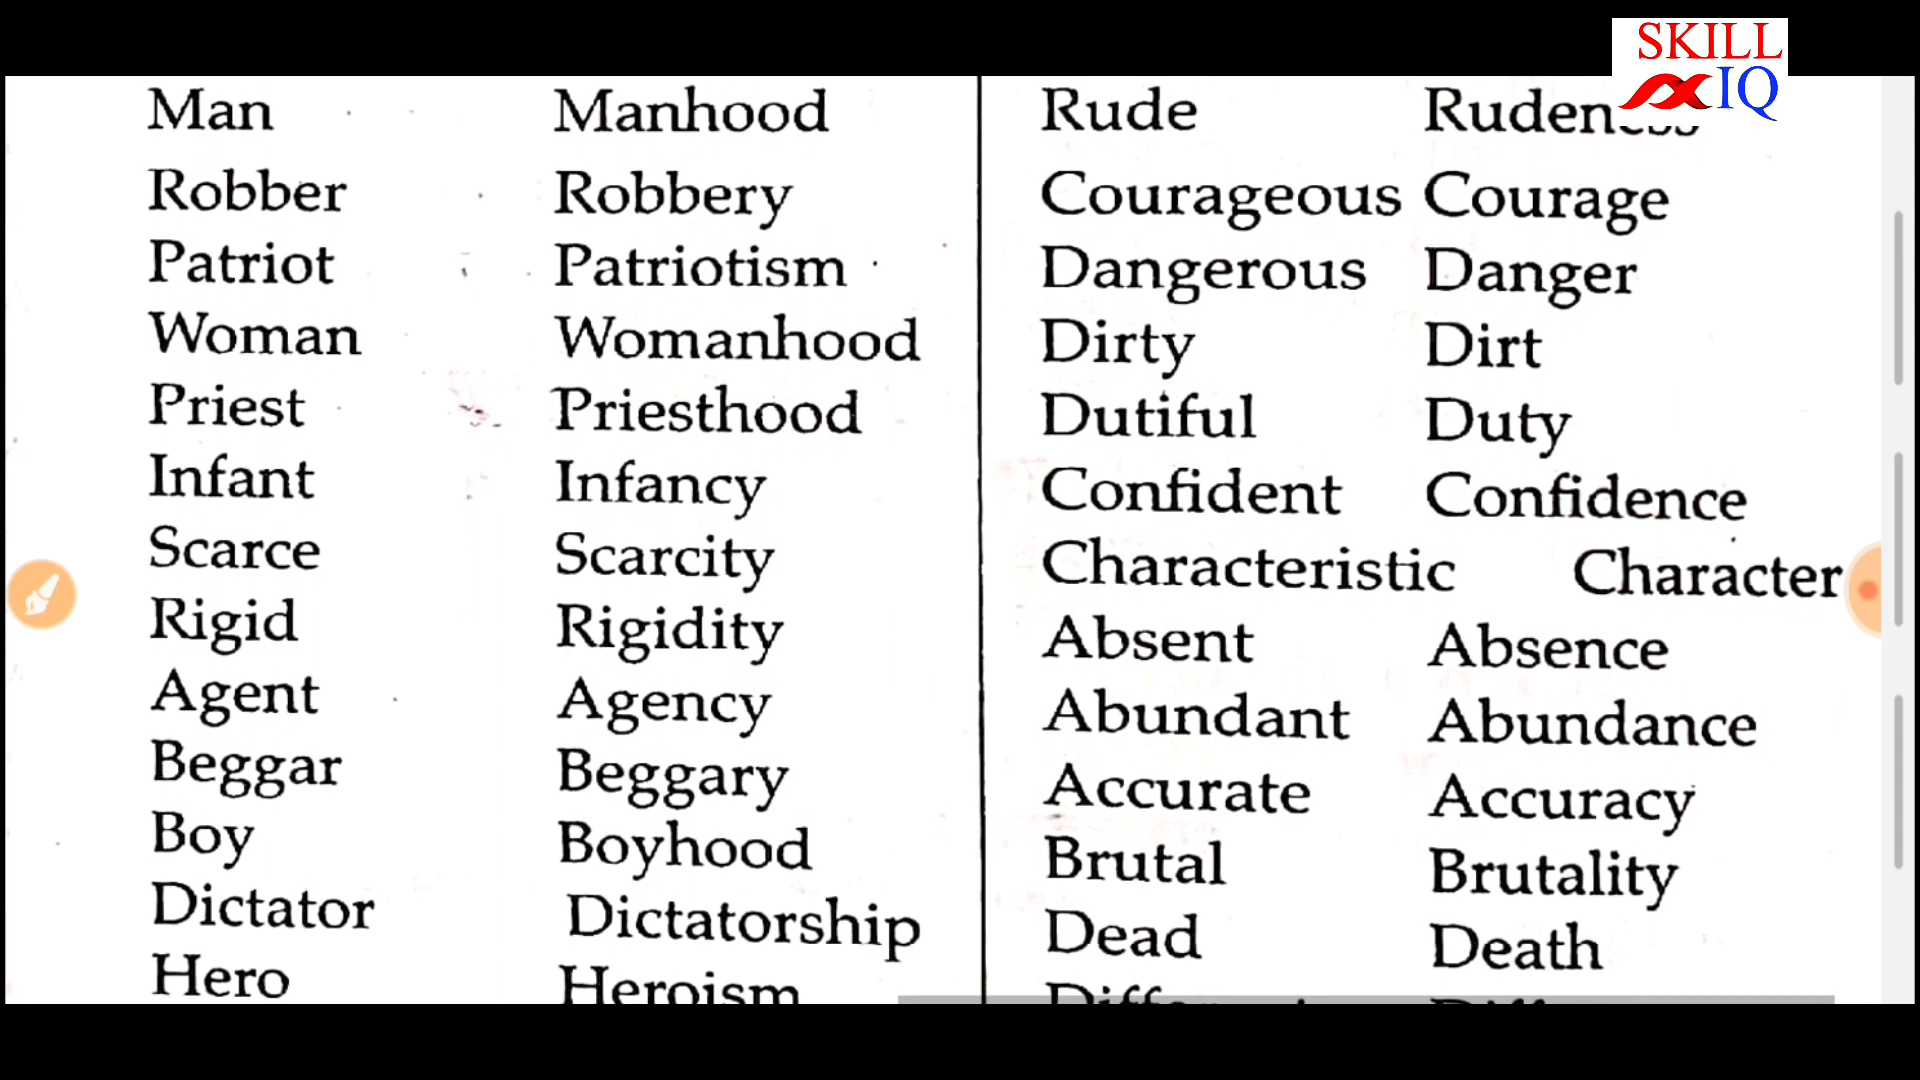 SKILL
IQ
Man Manhood
Robber Robbery
Patriot Patriotism
Woman Womanhood
Priest Priesthood
Infant Infancy
Scarce Scarcity
Rigid Rigidity
Agent Agency
Beggar Beggary
Boy Boyhood
Dictator Dictatorship
Hero Heroism
Rude Rudeness
Courageous Courage
Dangerous Danger
Dirty Dirt
Dutiful Duty
Confident Confidence
Characteristic Character
Absent Absence
Abundant Abundance
Accurate Accuracy
Brutal Brutality
Dead Death